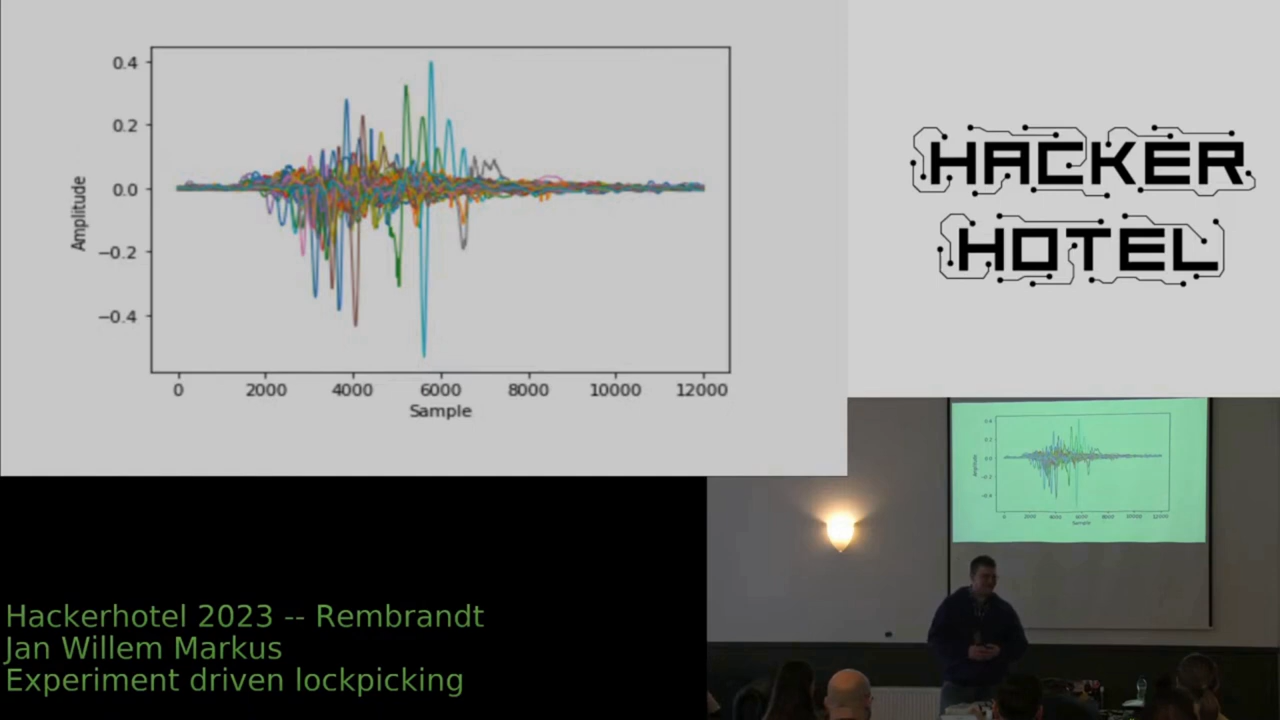 0.4
0.2
0.0
−0.2
−0.4
Amplitude
0 2000 4000 6000 8000 10000 12000
Sample
HACKER
HOTEL
Hackerhotel 2023 -- Rembrandt
Jan Willem Markus
Experiment driven lockpicking